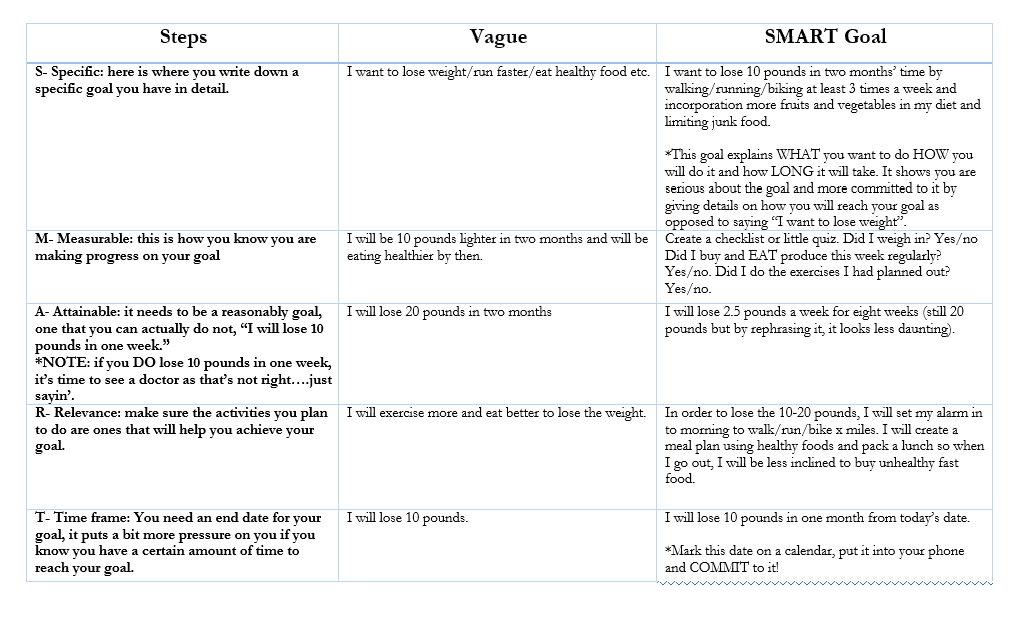 Steps
Vague
SMART Goal
S- Specific: here is where you write down a
specific goal you have in detail.
I want to lose weight/run faster/eat healthy food etc.
I want to lose 10 pounds in two months’ time by
walking/running/biking at least 3 times a week and
incorporation more fruits and vegetables in my diet and
limiting junk food.
*This goal explains WHAT you want to do HOW you
will do it and how LONG it will take. It shows you are
serious about the goal and more committed to it by
giving details on how you will reach your goal as
opposed to saying “I want to lose weight”.
M- Measurable: this is how you know you are
making progress on your goal
I will be 10 pounds lighter in two months and will be
eating healthier by then.
Create a checklist or little quiz. Did I weigh in? Yes/no
Did I buy and EAT produce this week regularly?
Yes/no. Did I do the exercises I had planned out?
Yes/no.
A- Attainable: it needs to be a reasonably goal,
one that you can actually do not, “I will lose 10
pounds in one week.”
*NOTE: if you DO lose 10 pounds in one week,
it’s time to see a doctor as that’s not right….just
sayin’.
I will lose 20 pounds in two months
I will lose 2.5 pounds a week for eight weeks (still 20
pounds but by rephrasing it, it looks less daunting).
R- Relevance: make sure the activities you plan
to do are ones that will help you achieve your
goal.
I will exercise more and eat better to lose the weight.
In order to lose the 10-20 pounds, I will set my alarm in
to morning to walk/run/bike x miles. I will create a
meal plan using healthy foods and pack a lunch so when
I go out, I will be less inclined to buy unhealthy fast
food.
T- Time frame: You need an end date for your
goal, it puts a bit more pressure on you if you
know you have a certain amount of time to
reach your goal.
I will lose 10 pounds.
I will lose 10 pounds in one month from today’s date.
*Mark this date on a calendar, put it into your phone
and COMMIT to it!